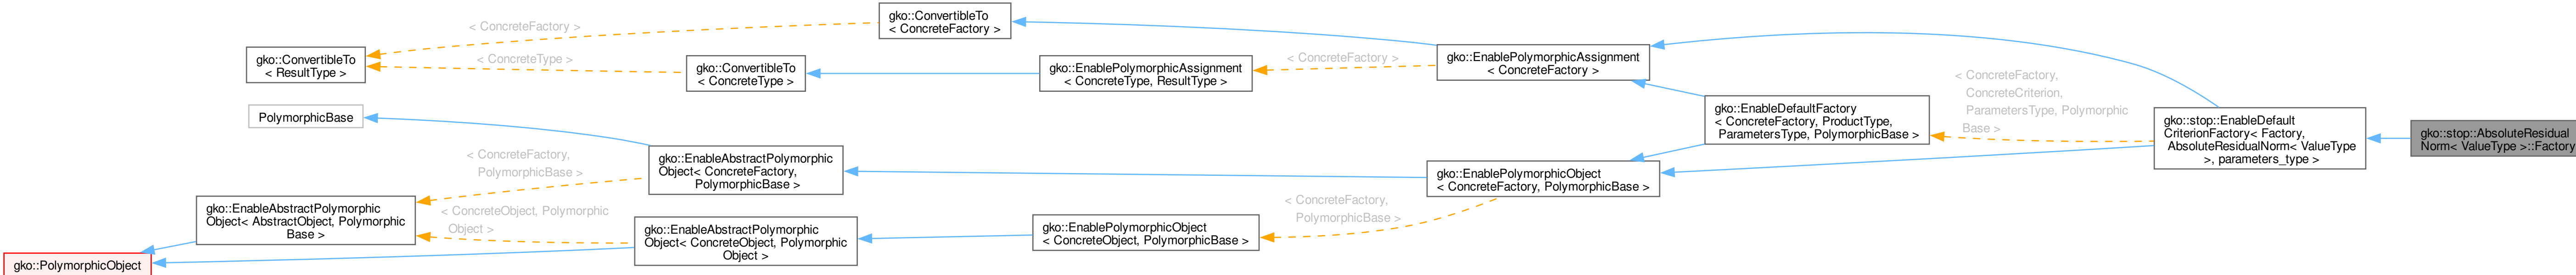 gko::ConvertibleTo
< ResultType >
PolymorphicBase
gko::EnableAbstractPolymorphic
Object< AbstractObject, Polymorphic
Base >
gko::PolymorphicObject
< ConcreteFactory >
< ConcreteType >
< ConcreteFactory,
PolymorphicBase >
< ConcreteObject, Polymorphic
Object >
gko::ConvertibleTo
< ConcreteFactory >
gko::ConvertibleTo
< ConcreteType >
gko::EnableAbstractPolymorphic
Object< ConcreteFactory,
PolymorphicBase >
gko::EnableAbstractPolymorphic
Object< ConcreteObject, Polymorphic
Object >
gko::EnablePolymorphicAssignment
< ConcreteType, ResultType >
gko::EnablePolymorphicObject
< ConcreteObject, PolymorphicBase >
< ConcreteFactory >
< ConcreteFactory,
PolymorphicBase >
gko::EnablePolymorphicAssignment
< ConcreteFactory >
gko::EnablePolymorphicObject
< ConcreteFactory, PolymorphicBase >
gko::EnableDefaultFactory
< ConcreteFactory, ProductType,
ParametersType, PolymorphicBase >
< ConcreteFactory,
ConcreteCriterion,
ParametersType, Polymorphic
Base >
gko::stop::EnableDefault
CriterionFactory< Factory,
AbsoluteResidualNorm< ValueType
>, parameters_type >
gko::stop::AbsoluteResidual
Norm< ValueType >::Factory